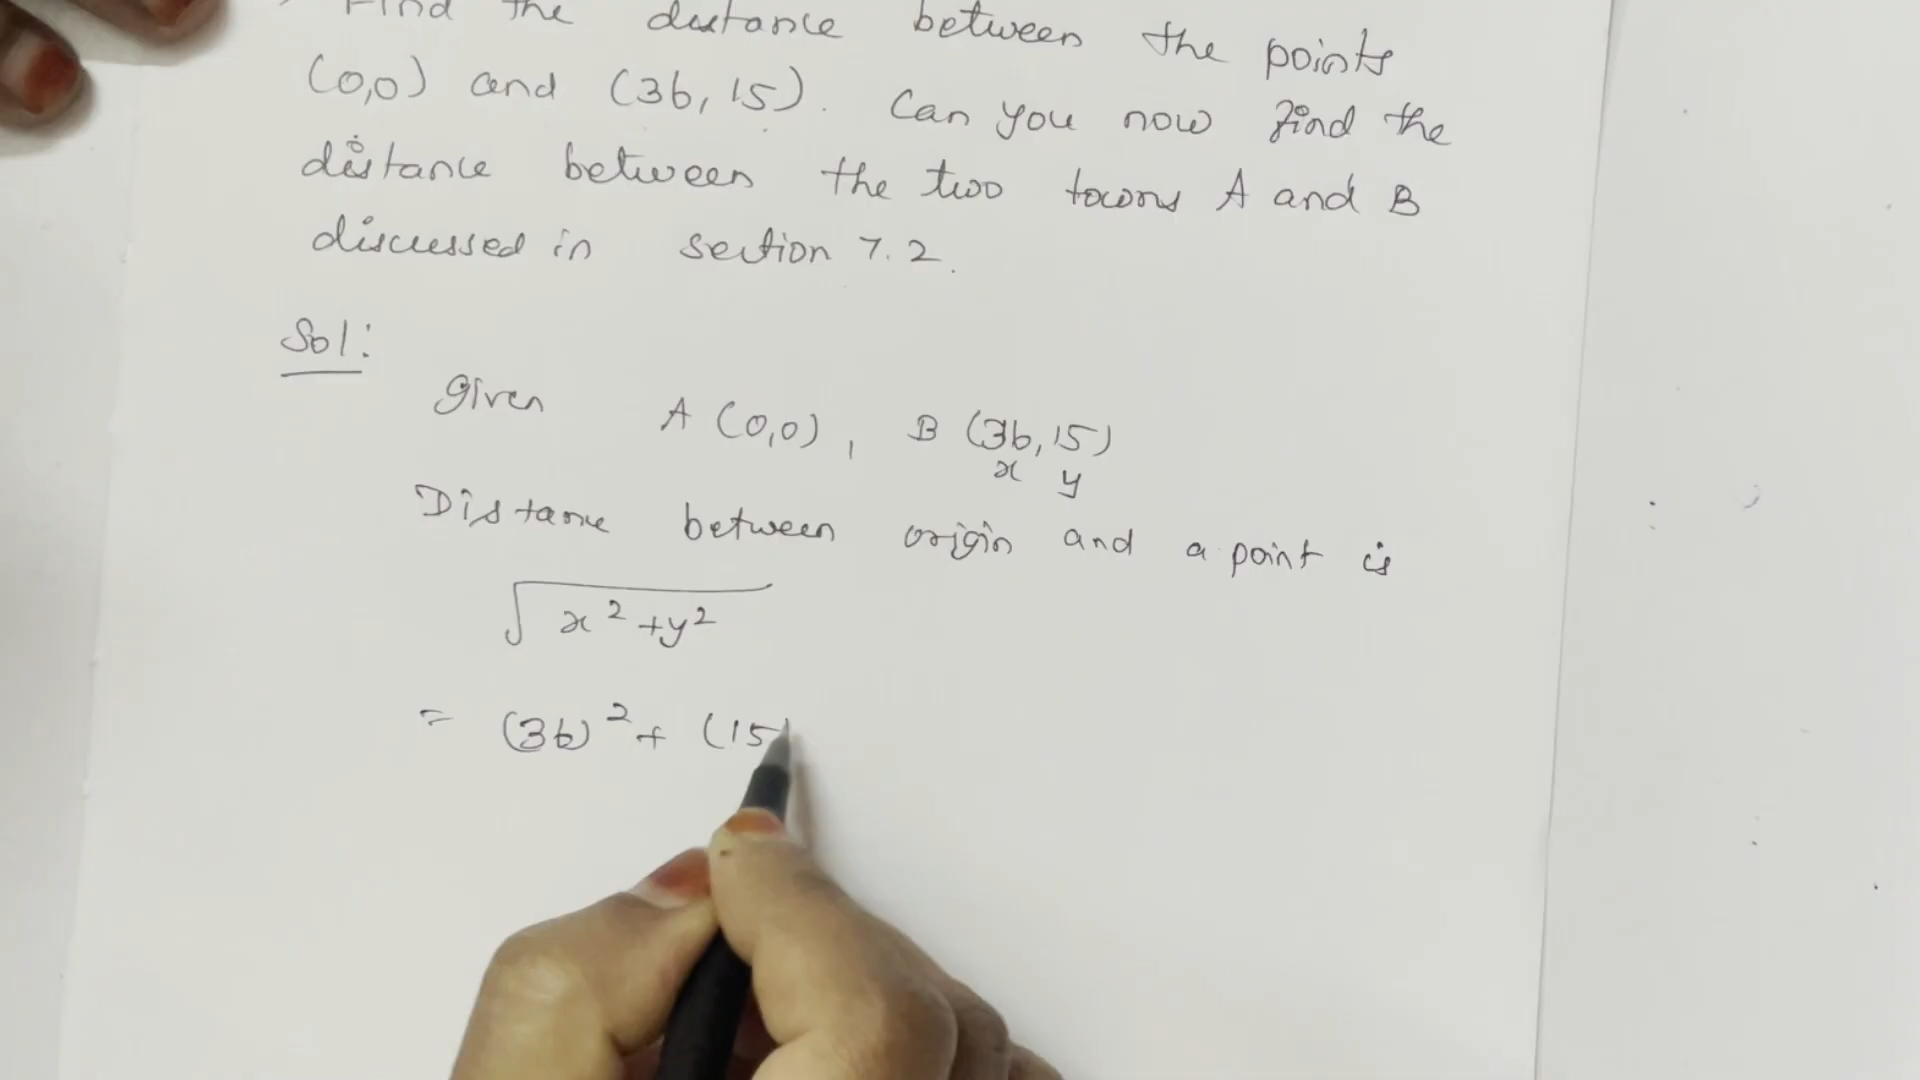 Find the distance between the points
(0,0) and (36, 15). Can you now find the
distance between the two towns A and B
discussed in section 7.2.
Sol:
Given A (0,0), B (36, 15)
x y
Distance between origin and a point is
√x²+y²
= (36)² + (15)